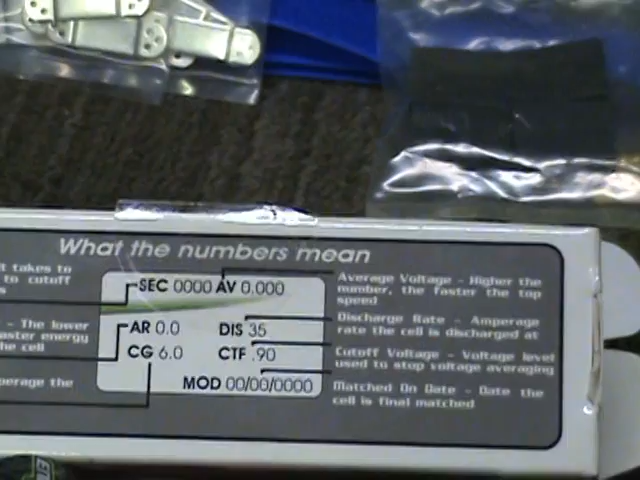 What the numbers mean
t takes to
to cutoff
s
- The lower
aster energy
he cell
perage the
SEC 0000 AV 0.000
AR 0.0 DIS 35
CG 6.0 CTF .90
MOD 00/00/0000
Average Voltage - Higher the
number, the faster the top
speed
Discharge Rate - Amperage
rate the cell is discharged at
Cutoff Voltage - Voltage level
used to stop voltage averaging
Matched On Date - Date the
cell is final matched